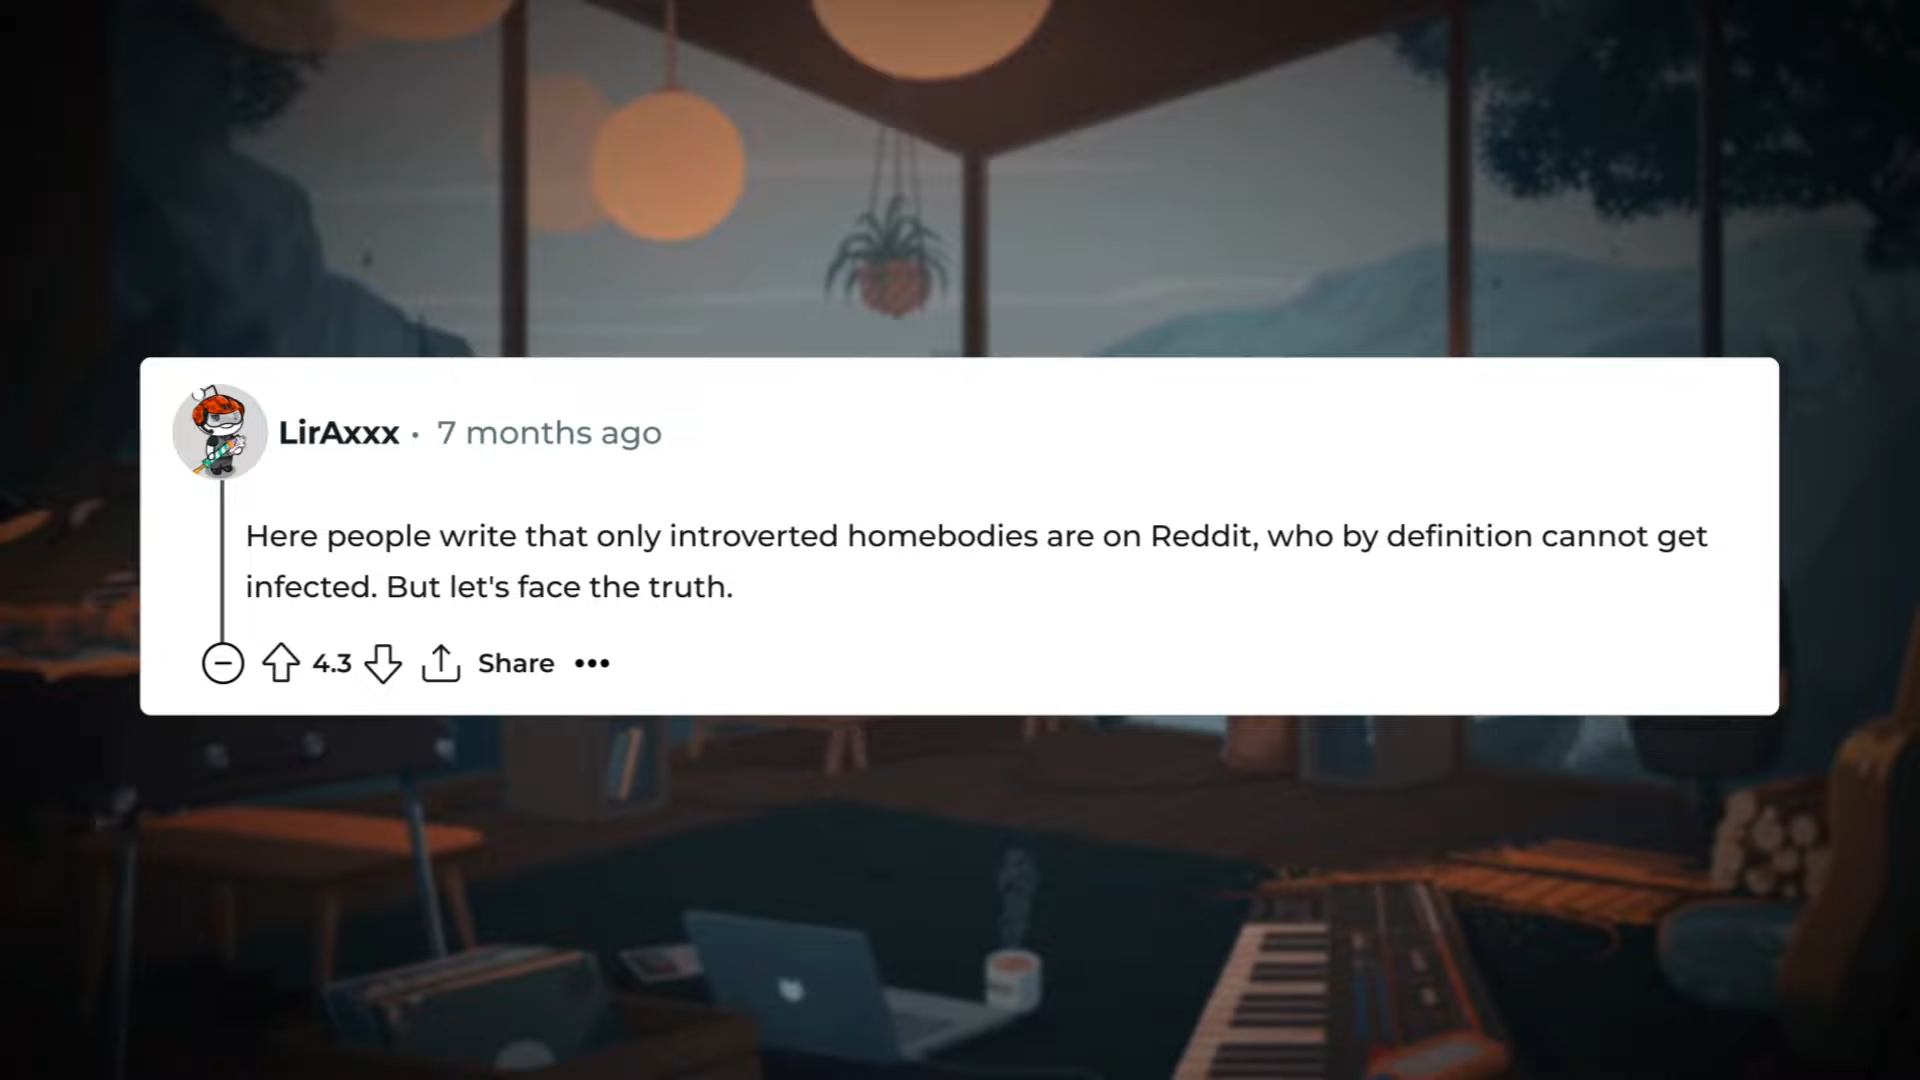 LirAxxx • 7 months ago
Here people write that only introverted homebodies are on Reddit, who by definition cannot get
infected. But let's face the truth.
4.3 Share •••